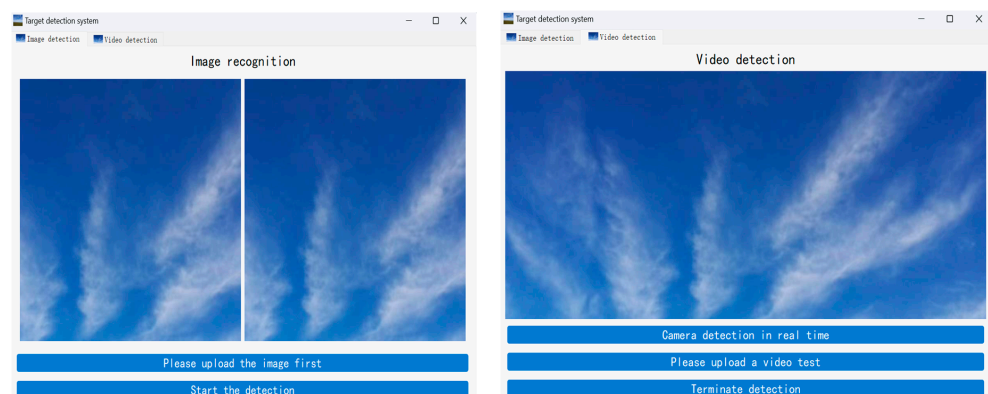 Target detection system
Image detection Video detection
Image recognition
Please upload the image first
Start the detection
Target detection system
Image detection Video detection
Video detection
Camera detection in real time
Please upload a video test
Terminate detection